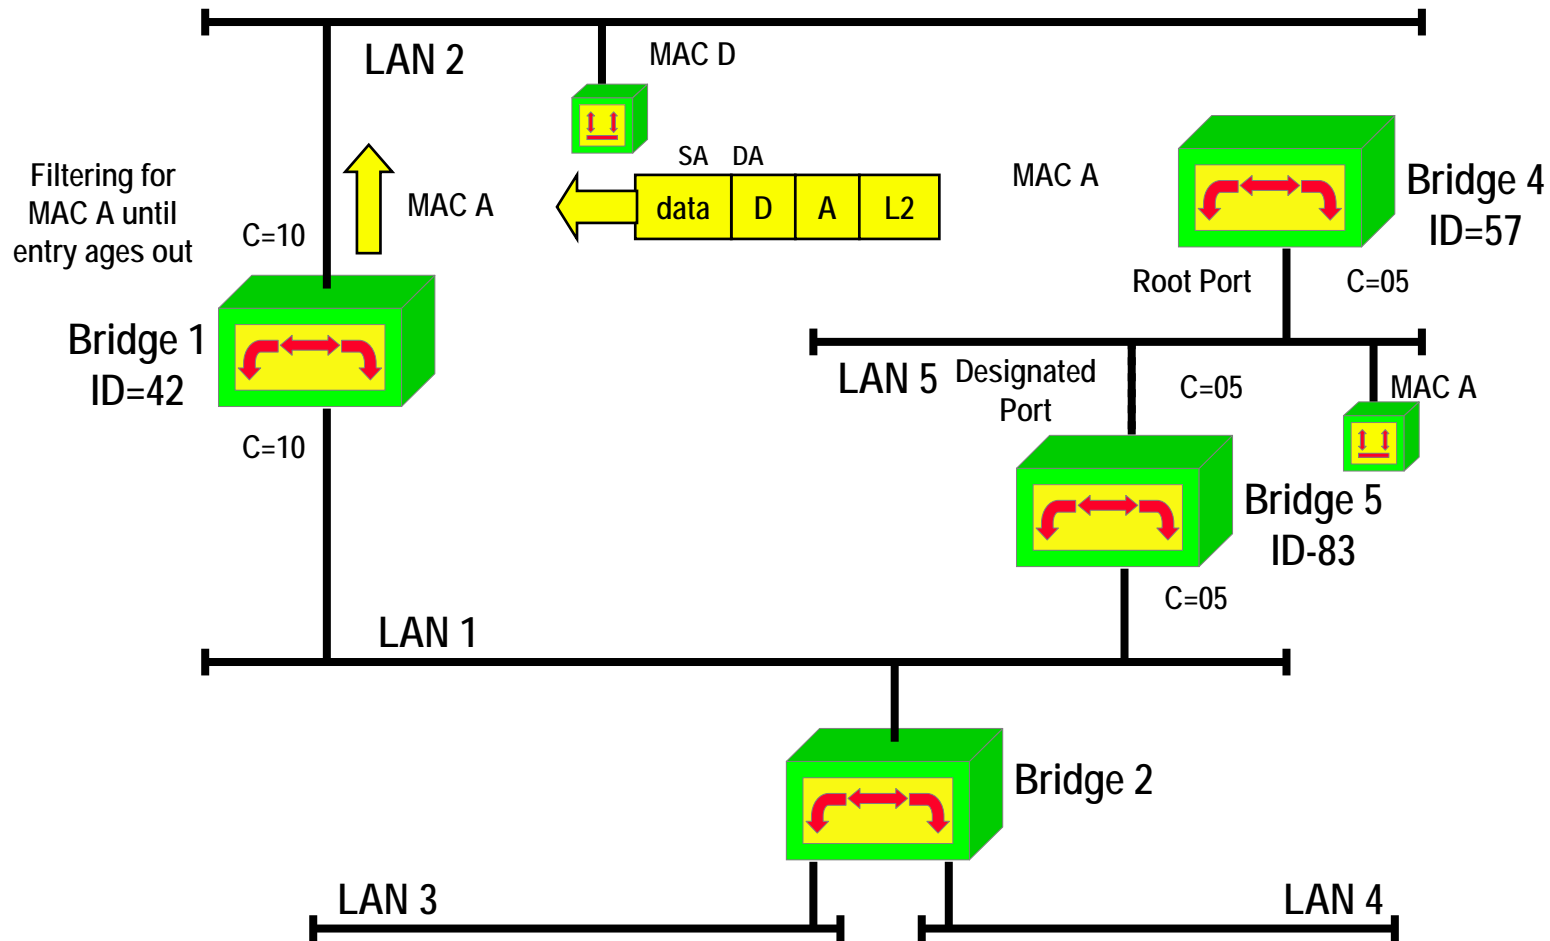 LAN 2
MAC D
SA DA
data D A L2
MAC A
MAC A
Filtering for
MAC A until
entry ages out
C=10
Bridge 4
ID=57
Root Port
C=05
Bridge 1
ID=42
C=10
LAN 5
Designated
Port
C=05
MAC A
Bridge 5
ID-83
C=05
LAN 1
Bridge 2
LAN 3
LAN 4